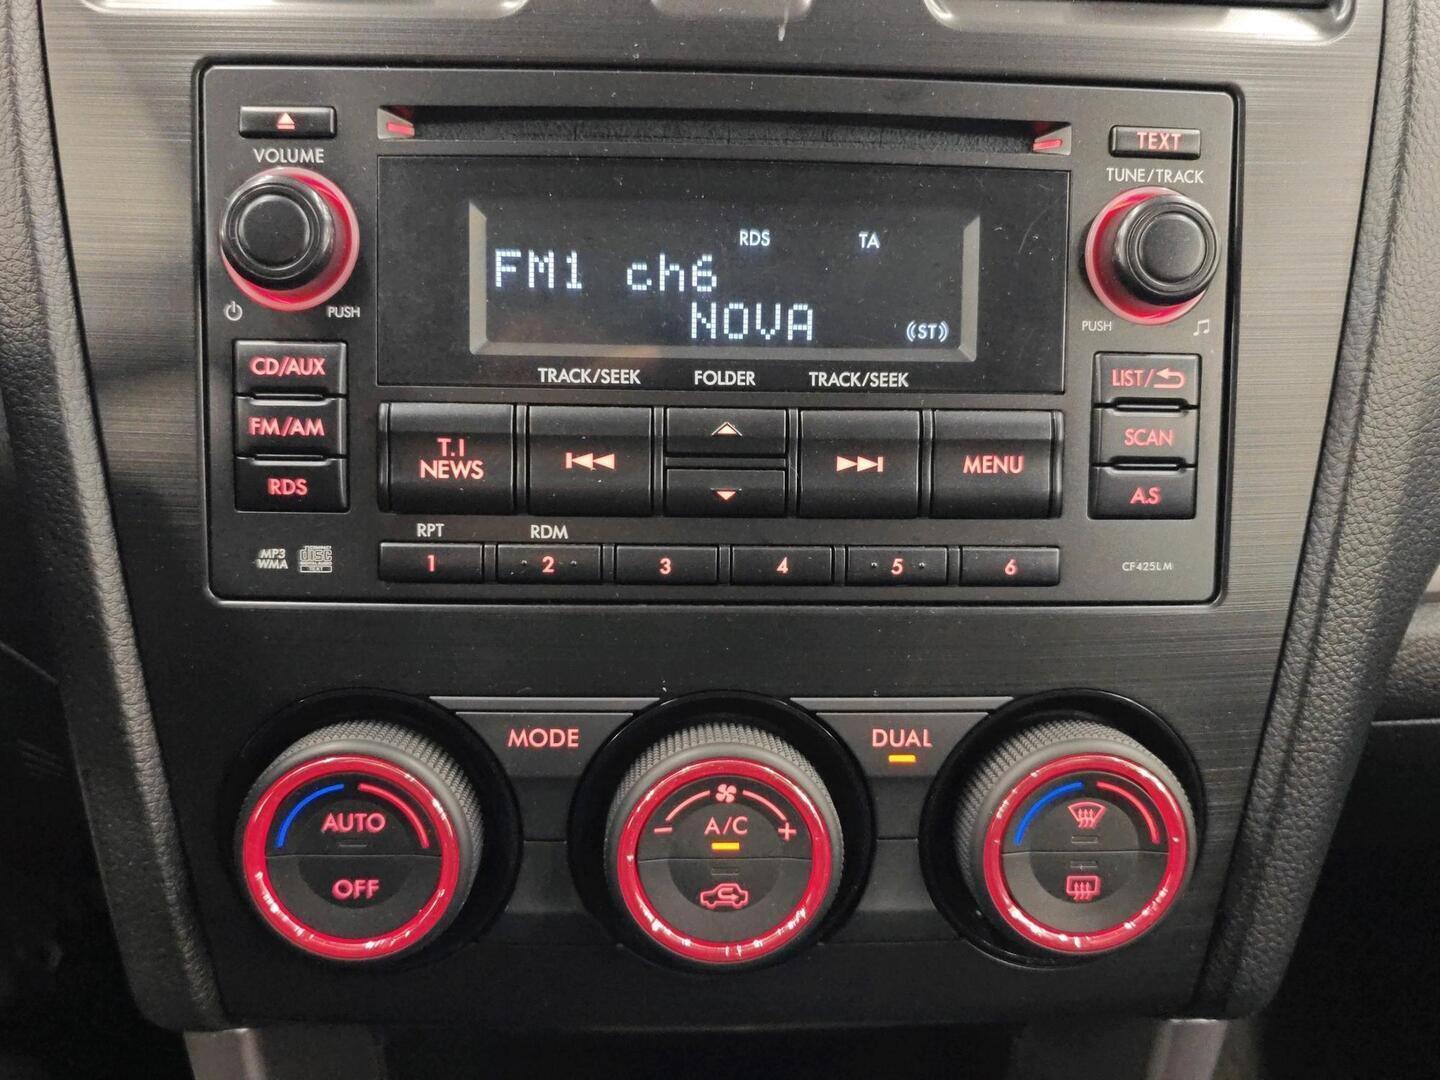 VOLUME
TEXT
TUNE/TRACK
RDS TA
FM1 ch6
NOVA ((ST))
PUSH
PUSH
CD/AUX
FM/AM
RDS
TRACK/SEEK FOLDER TRACK/SEEK
LIST/
SCAN
A.S
T.I
NEWS
MENU
RPT RDM
1 2 3 4 5 6
MP3
WMA
disc
CF425LM
MODE
DUAL
AUTO
OFF
- A/C +